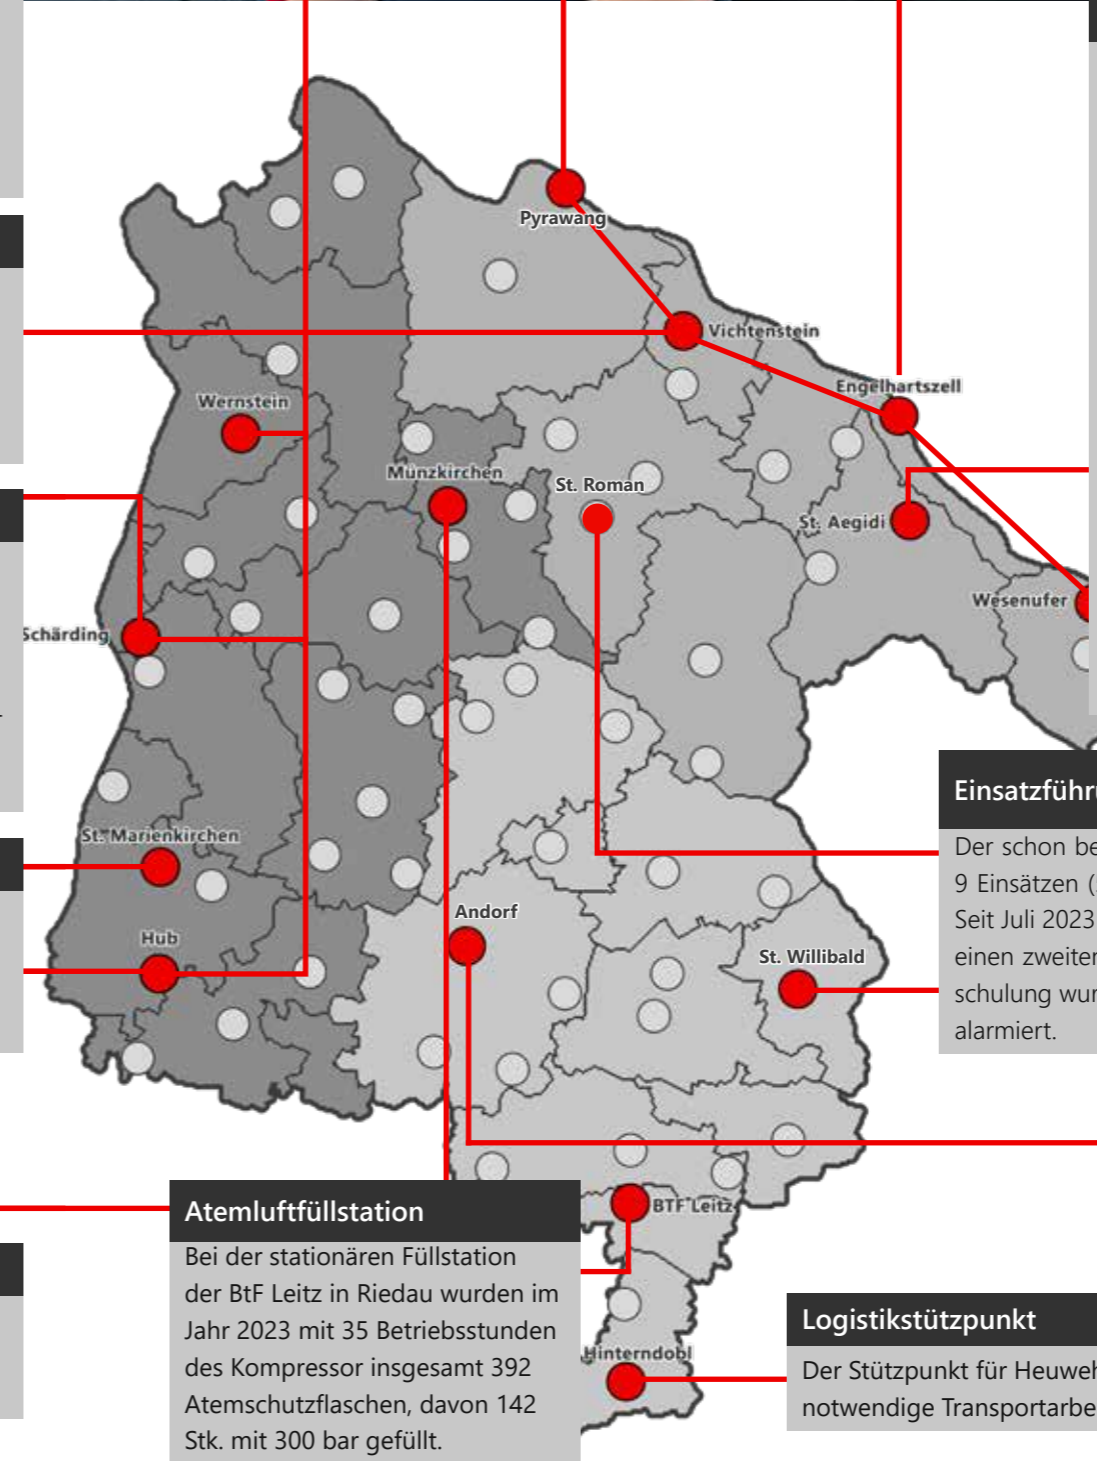 Pyrawang
Vichtenstein
Engelhartszell
Wernstein
Münzkirchen
St. Roman
St. Aegidi
Wesenufer
Schärding
St. Marienkirchen
Hub
Andorf
St. Willibald
BTF Leitz
Hinterndobl
Einsatzführu
Der schon be
9 Einsätzen (
Seit Juli 2023
einen zweiter
schulung wur
alarmiert.
Atemluftfüllstation
Bei der stationären Füllstation
der BtF Leitz in Riedau wurden im
Jahr 2023 mit 35 Betriebsstunden
des Kompressor insgesamt 392
Atemschutzflaschen, davon 142
Stk. mit 300 bar gefüllt.
Logistikstützpunkt
Der Stützpunkt für Heuweh
notwendige Transportarbe